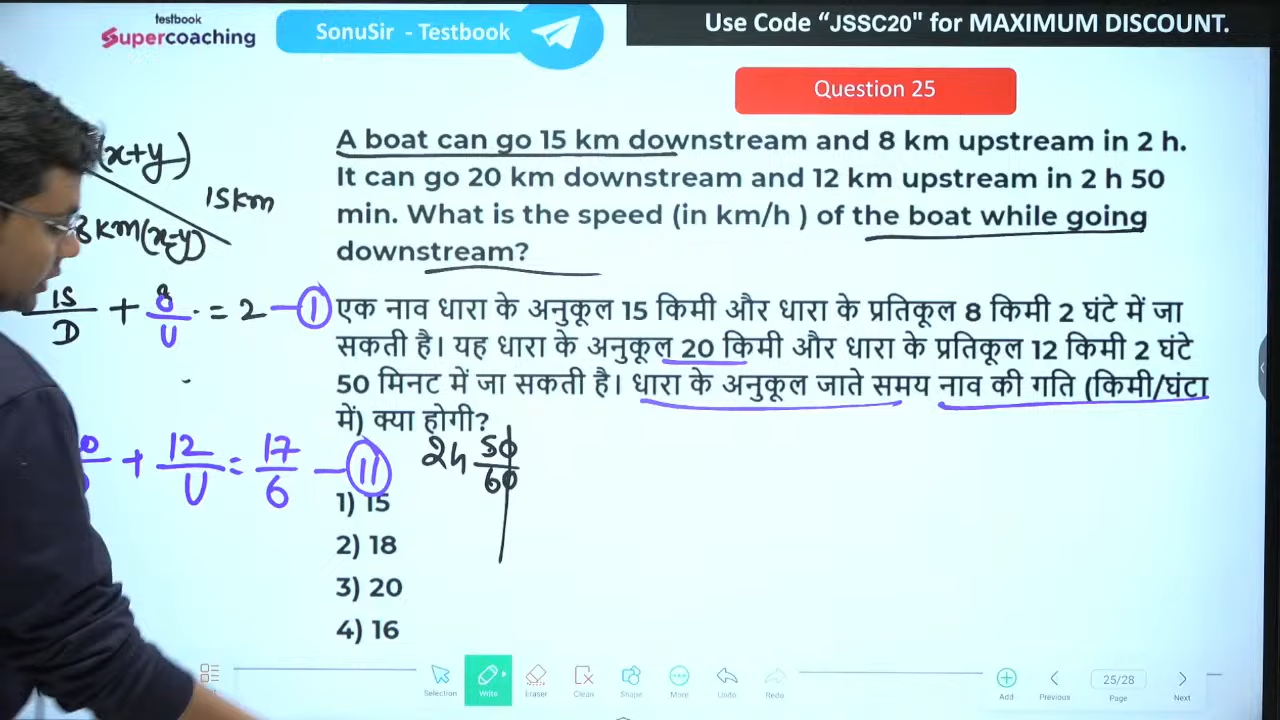 testbook
Supercoaching
SonuSir - Testbook
Use Code “JSSC20" for MAXIMUM DISCOUNT.
Question 25
A boat can go 15 km downstream and 8 km upstream in 2 h.
It can go 20 km downstream and 12 km upstream in 2 h 50
min. What is the speed (in km/h ) of the boat while going
downstream?
(x+y)
15km
km(x-y)
15/D + 8/U = 2 — I
एक नाव धारा के अनुकूल 15 किमी और धारा के प्रतिकूल 8 किमी 2 घंटे में जा
सकती है। यह धारा के अनुकूल 20 किमी और धारा के प्रतिकूल 12 किमी 2 घंटे
50 मिनट में जा सकती है। धारा के अनुकूल जाते समय नाव की गति (किमी/घंटा
में) क्या होगी?
+ 12/U = 17/6 — II
2h 50/60
1) 15
2) 18
3) 20
4) 16
Selection
Write
Eraser
Clean
Shape
More
Undo
Redo
Add
Previous
25/28
Page
Next